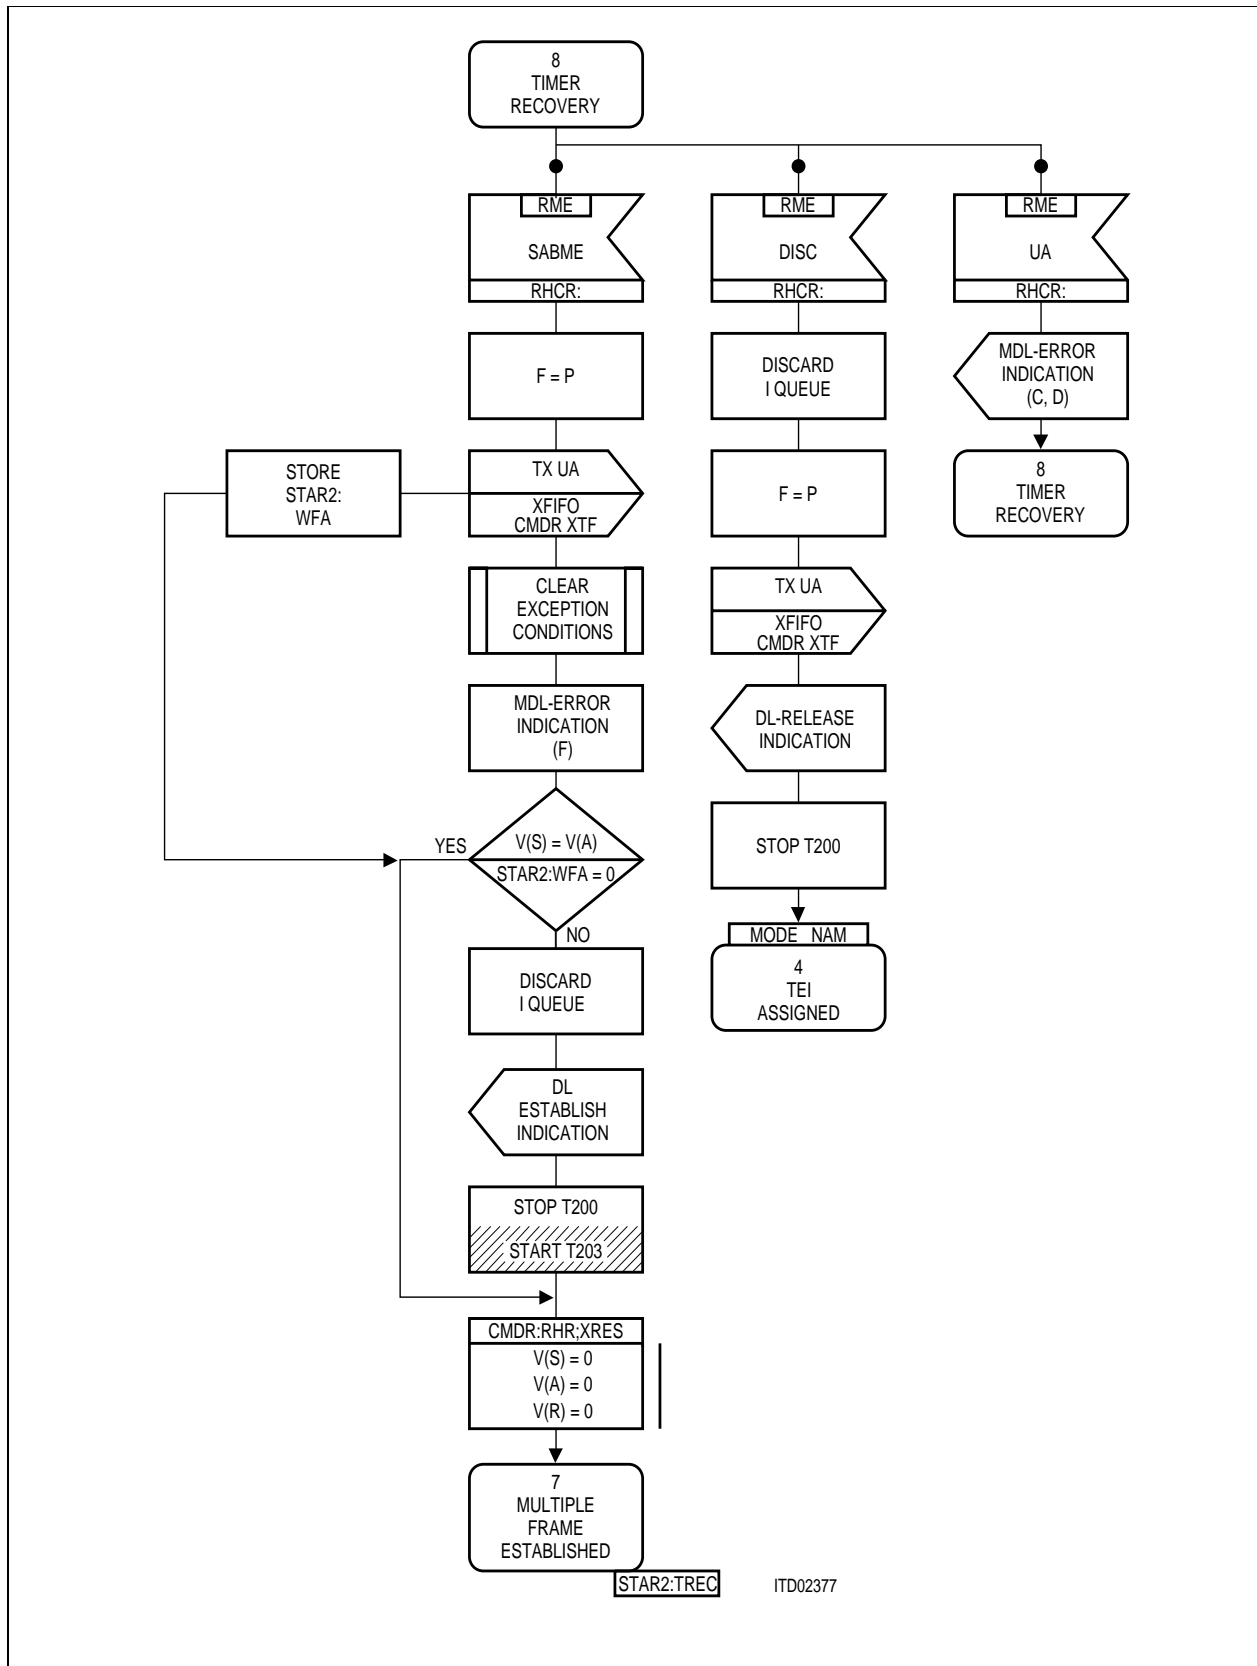 8
TIMER
RECOVERY
RME
SABME
RHCR:
F = P
TX UA
XFIFO
CMDR XTF
STORE
STAR2:
WFA
CLEAR
EXCEPTION
CONDITIONS
MDL-ERROR
INDICATION
(F)
YES
V(S) = V(A)
STAR2:WFA = 0
NO
DISCARD
I QUEUE
DL
ESTABLISH
INDICATION
STOP T200
START T203
CMDR:RHR;XRES
V(S) = 0
V(A) = 0
V(R) = 0
7
MULTIPLE
FRAME
ESTABLISHED
STAR2:TREC
RME
DISC
RHCR:
DISCARD
I QUEUE
F = P
TX UA
XFIFO
CMDR XTF
DL-RELEASE
INDICATION
STOP T200
MODE NAM
4
TEI
ASSIGNED
RME
UA
RHCR:
MDL-ERROR
INDICATION
(C, D)
8
TIMER
RECOVERY
ITD02377